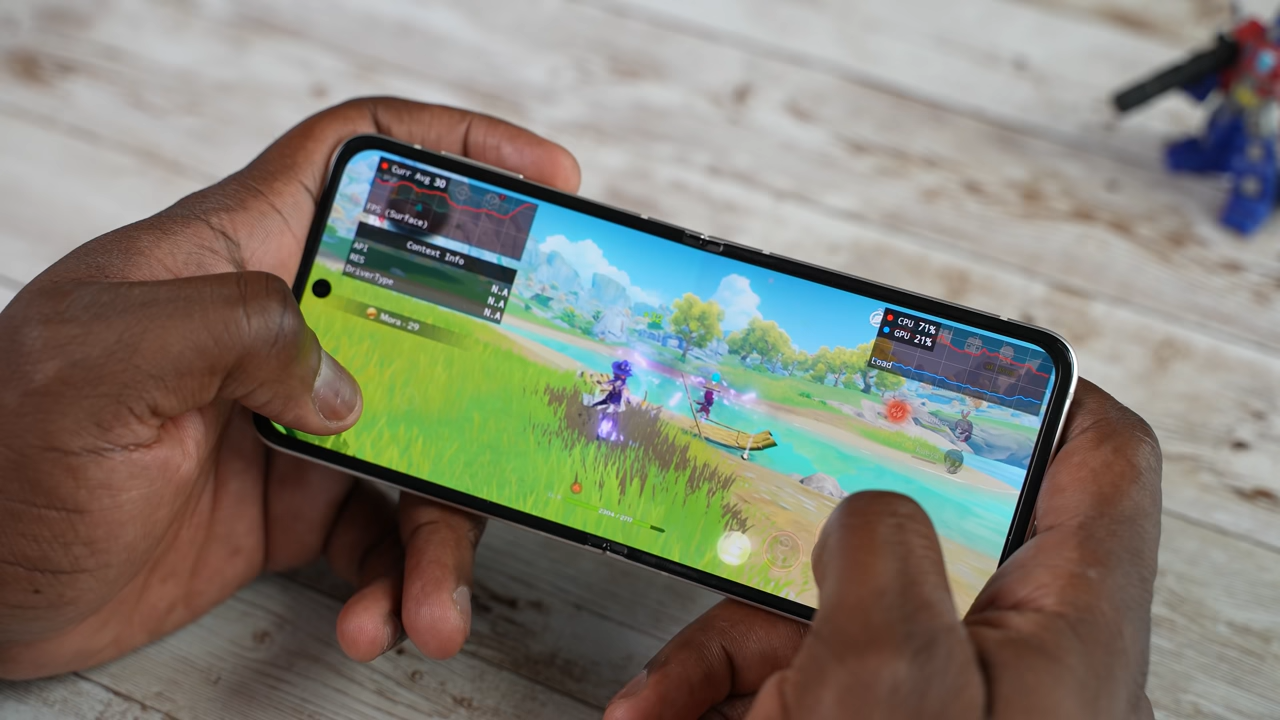 Curr Avg 30
FPS (Surface)
Context Info
API N.A
RES N.A
DriverType N.A
Mora · 29
CPU 71%
GPU 21%
Load